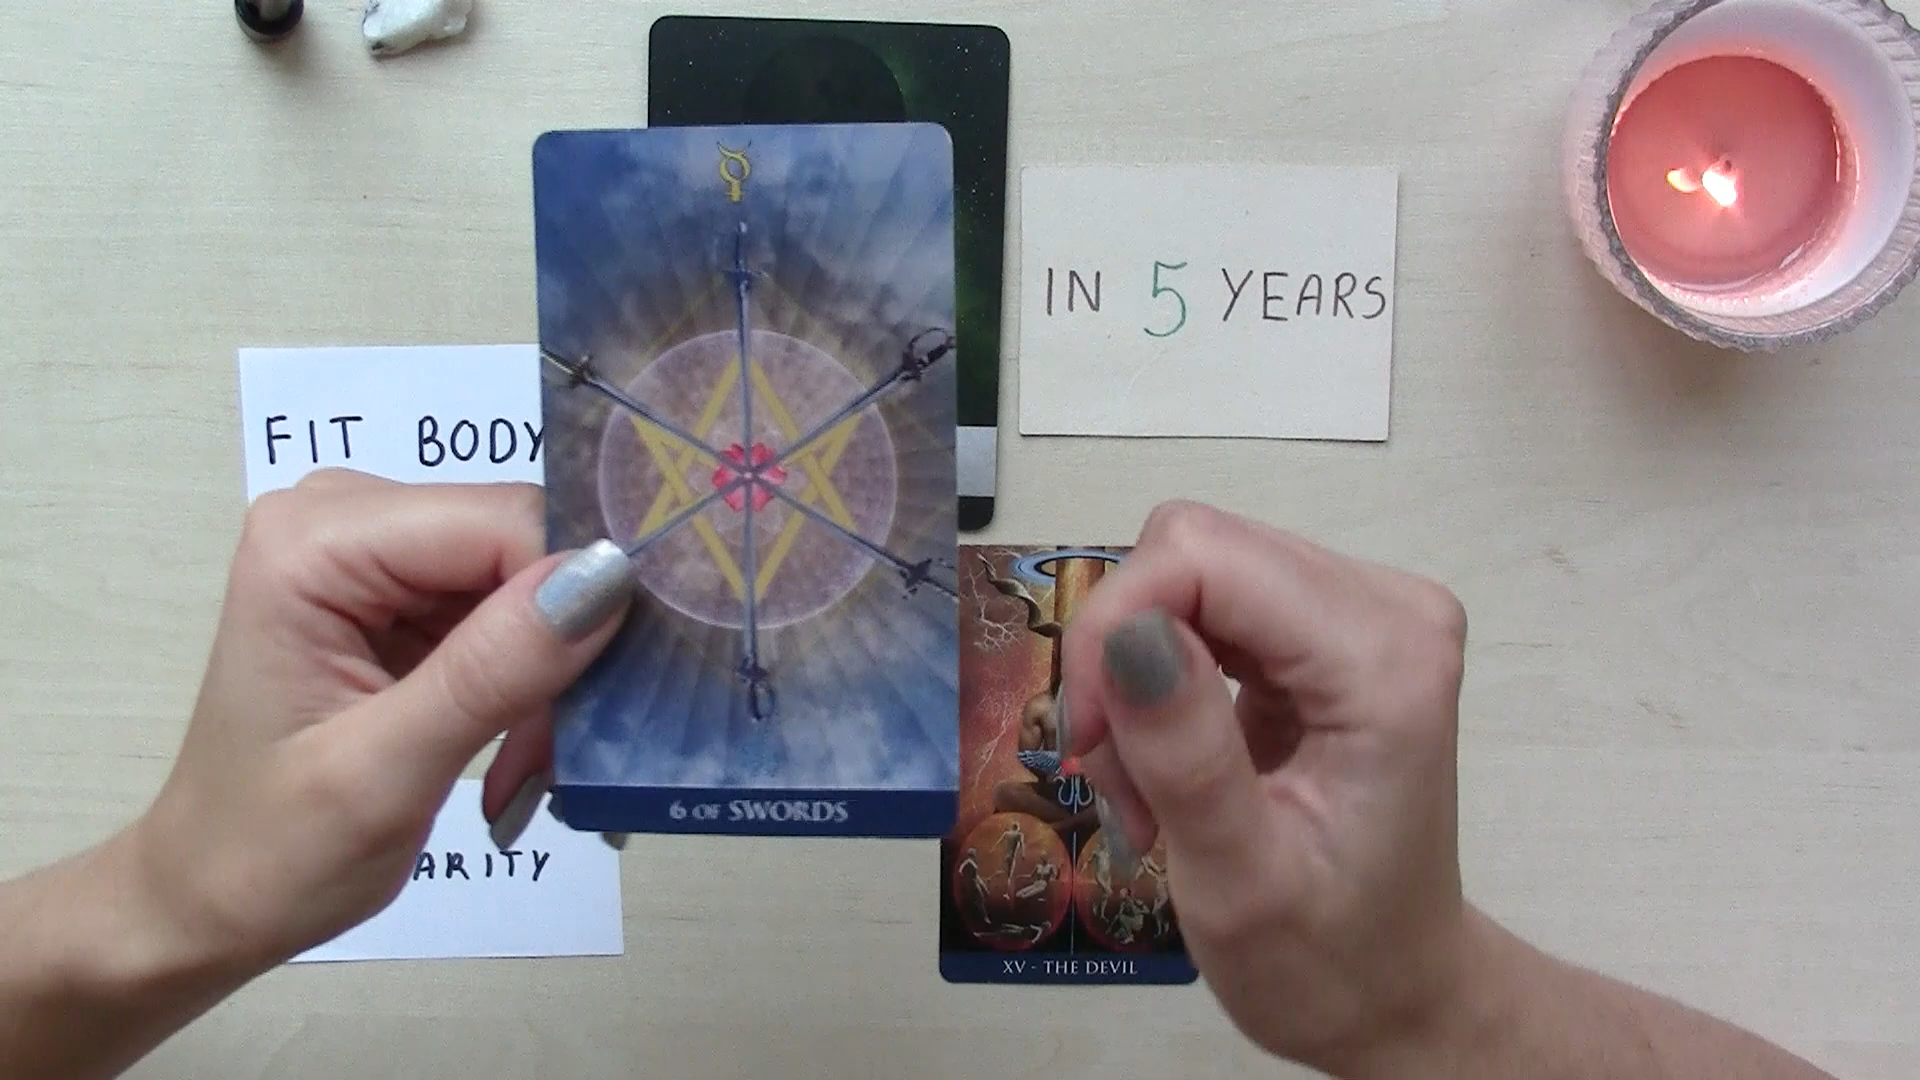 IN 5 YEARS
FIT BODY
6 OF SWORDS
ARITY
XV - THE DEVIL